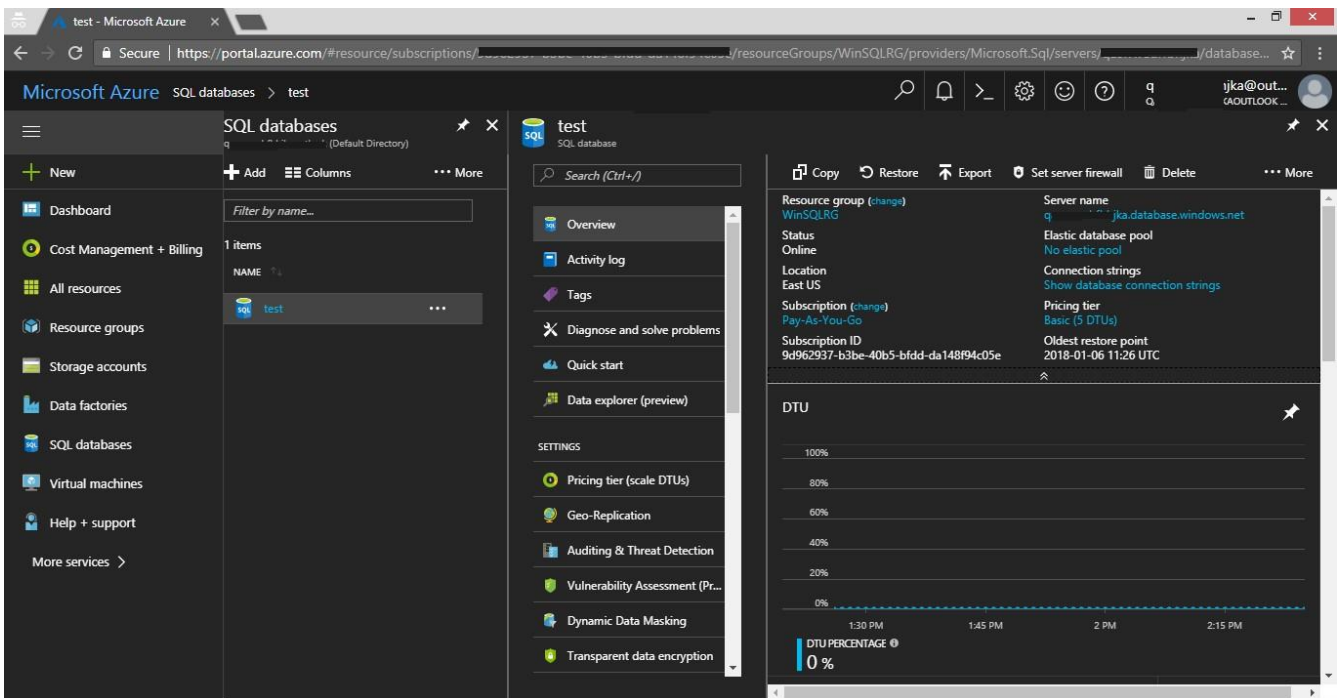 test - Microsoft Azure
Secure | https://portal.azure.com/#resource/subscriptions/ /resourceGroups/WinSQLRG/providers/Microsoft.Sql/servers/ /database...
Microsoft Azure SQL databases > test
q ijka@out...
Q (AOUTLOOK ...
New
Dashboard
Cost Management + Billing
All resources
Resource groups
Storage accounts
Data factories
SQL databases
Virtual machines
Help + support
More services >
SQL databases
q (Default Directory)
Add Columns ··· More
Filter by name...
1 items
NAME
test ···
test
SQL database
Search (Ctrl+/)
Overview
Activity log
Tags
Diagnose and solve problems
Quick start
Data explorer (preview)
SETTINGS
Pricing tier (scale DTUs)
Geo-Replication
Auditing & Threat Detection
Vulnerability Assessment (Pr...
Dynamic Data Masking
Transparent data encryption
Copy Restore Export Set server firewall Delete ··· More
Resource group (change)
WinSQLRG
Status
Online
Location
East US
Subscription (change)
Pay-As-You-Go
Subscription ID
9d962937-b3be-40b5-bfdd-da148f94c05e
Server name
q jka.database.windows.net
Elastic database pool
No elastic pool
Connection strings
Show database connection strings
Pricing tier
Basic (5 DTUs)
Oldest restore point
2018-01-06 11:26 UTC
DTU
100%
80%
60%
40%
20%
0%
1:30 PM 1:45 PM 2 PM 2:15 PM
DTU PERCENTAGE
0 %